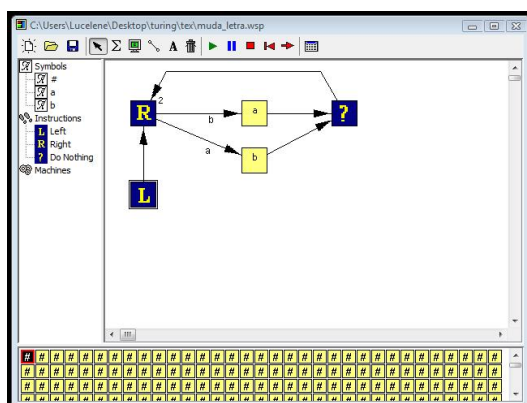 C:\Users\Lucelene\Desktop\turing\tex\muda_letra.wsp
Σ A
Symbols
#
a
b
Instructions
L Left
R Right
? Do Nothing
Machines
R 2 b a ?
a b
L
# # # # # # # # # # # # # # # # # # # # # # # # # # # # # # # #
# # # # # # # # # # # # # # # # # # # # # # # # # # # # # # # #
# # # # # # # # # # # # # # # # # # # # # # # # # # # # # # # #
# # # # # # # # # # # # # # # # # # # # # # # # # # # # # # # #